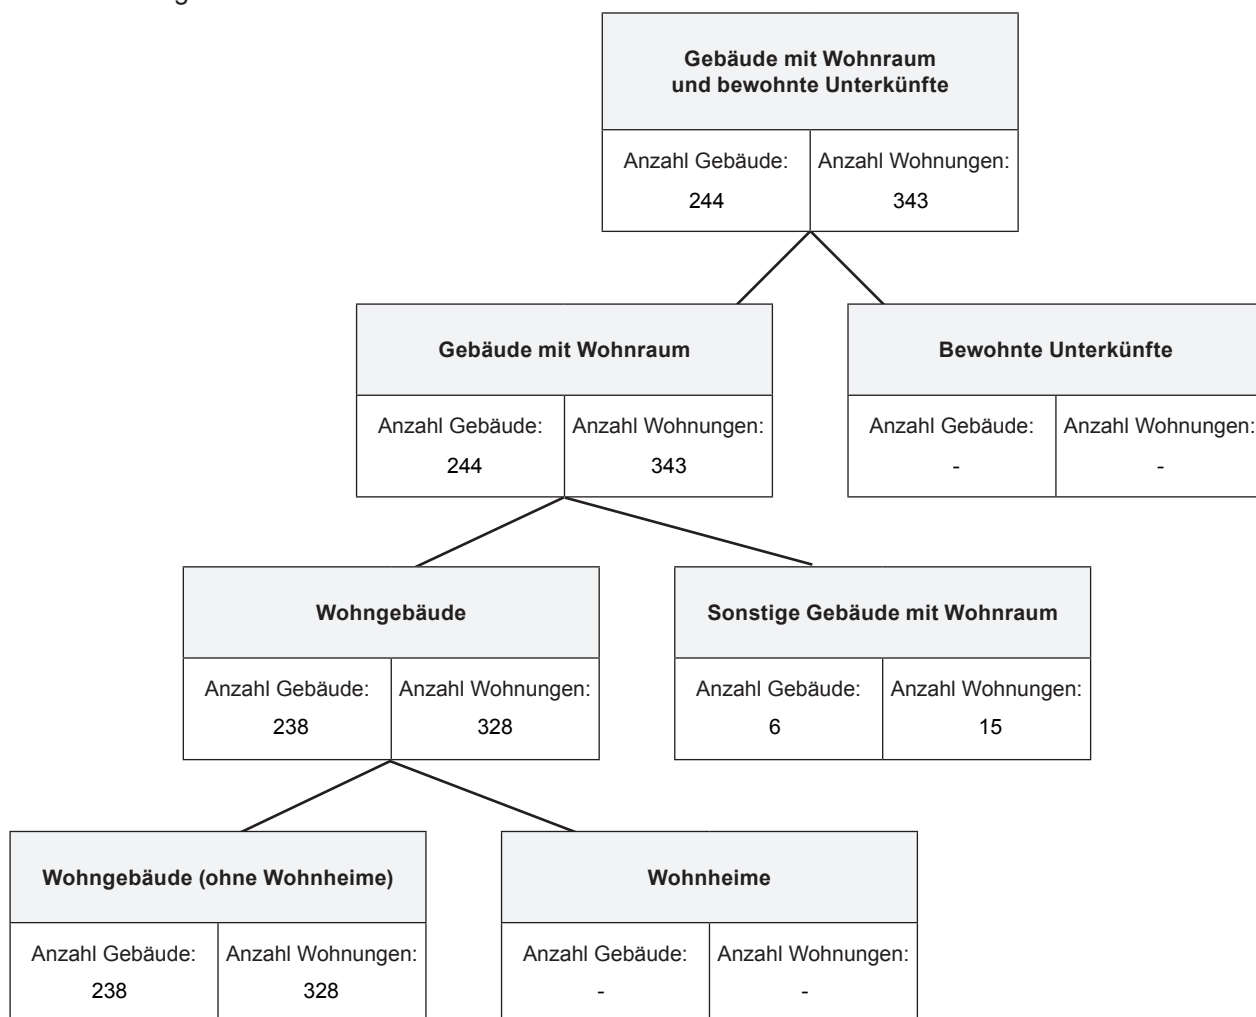 Gebäude mit Wohnraum
und bewohnte Unterkünfte
Anzahl Gebäude: Anzahl Wohnungen:
244 343
Gebäude mit Wohnraum Bewohnte Unterkünfte
Anzahl Gebäude: Anzahl Wohnungen: Anzahl Gebäude: Anzahl Wohnungen:
244 343 - -
Wohngebäude Sonstige Gebäude mit Wohnraum
Anzahl Gebäude: Anzahl Wohnungen: Anzahl Gebäude: Anzahl Wohnungen:
238 328 6 15
Wohngebäude (ohne Wohnheime) Wohnheime
Anzahl Gebäude: Anzahl Wohnungen: Anzahl Gebäude: Anzahl Wohnungen:
238 328 - -